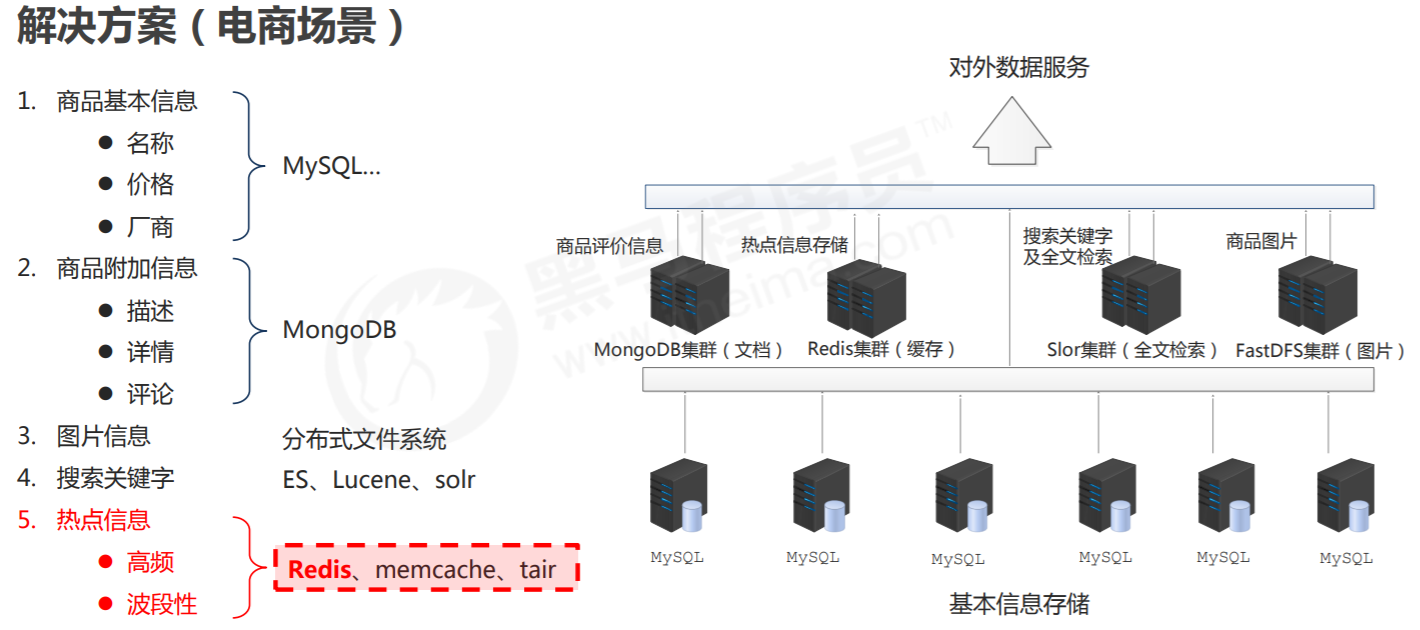 解决方案（电商场景）
1. 商品基本信息
● 名称
● 价格
● 厂商
MySQL...
2. 商品附加信息
● 描述
● 详情
● 评论
MongoDB
3. 图片信息
分布式文件系统
4. 搜索关键字
ES、Lucene、solr
5. 热点信息
● 高频
● 波段性
Redis、memcache、tair
对外数据服务
商品评价信息
热点信息存储
搜索关键字
及全文检索
商品图片
MongoDB集群（文档）
Redis集群（缓存）
Slor集群（全文检索）
FastDFS集群（图片）
MySQL
MySQL
MySQL
MySQL
MySQL
MySQL
基本信息存储
黑马程序员™
www.itheima.com